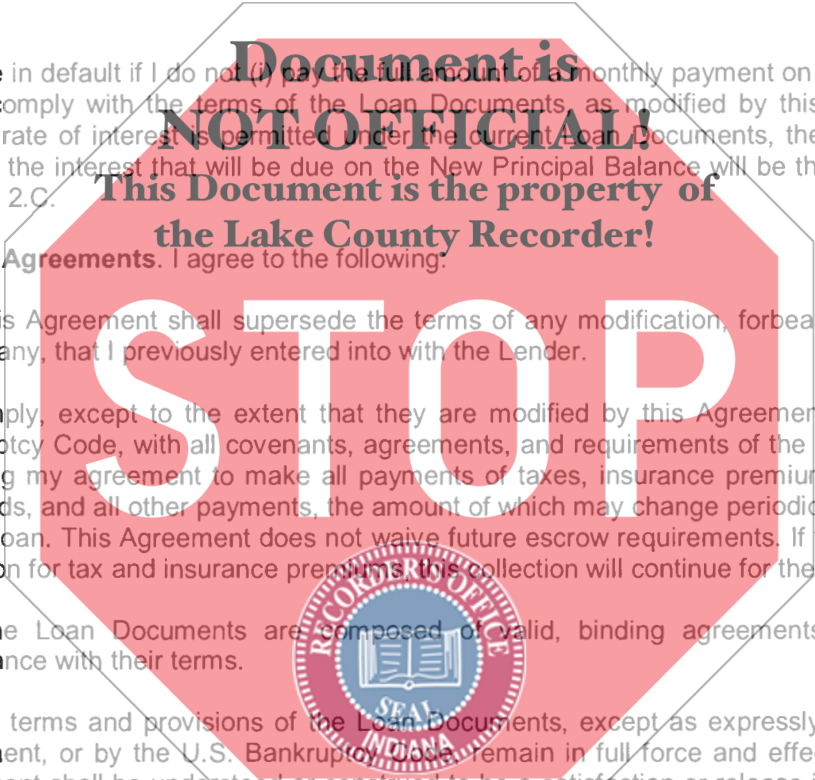 Document is
NOT OFFICIAL!
This Document is the property of
the Lake County Recorder!
STOP
in default if I do not (i) pay the full amount of a monthly payment on
comply with the terms of the Loan Documents, as modified by this
rate of interest is permitted under the current Loan Documents, the
the interest that will be due on the New Principal Balance will be th
2.C.
Agreements. I agree to the following:
is Agreement shall supersede the terms of any modification, forbea
any, that I previously entered into with the Lender.
ply, except to the extent that they are modified by this Agreemen
tcy Code, with all covenants, agreements, and requirements of the
g my agreement to make all payments of taxes, insurance premium
ds, and all other payments, the amount of which may change periodic
oan. This Agreement does not waive future escrow requirements. If
n for tax and insurance premiums, this collection will continue for the
e Loan Documents are composed of valid, binding agreements
nce with their terms.
terms and provisions of the Loan Documents, except as expressly
ent, or by the U.S. Bankruptcy Code, remain in full force and effec
RECORDER'S OFFICE
SEAL
INDIANA